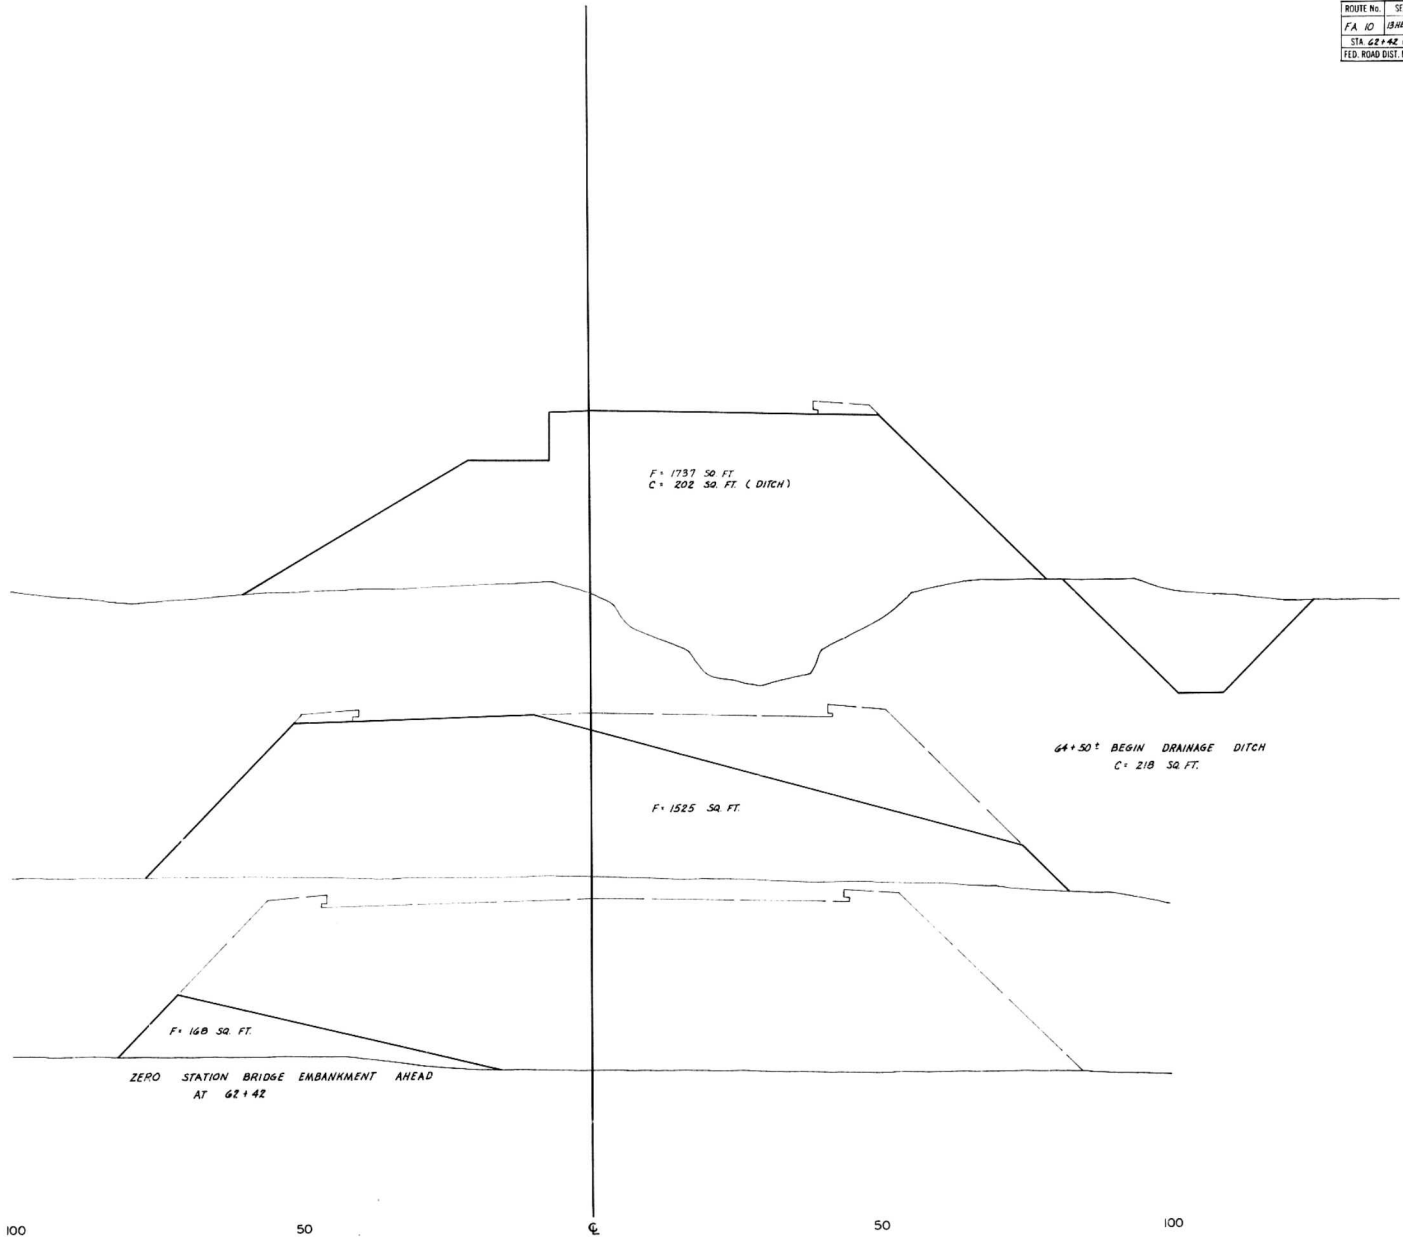 ROUTE No.
FA 10
STA. 62+42
FED. ROAD DIST.
F= 1737 SQ. FT.
C= 202 SQ. FT. (DITCH)
64+50± BEGIN DRAINAGE DITCH
C= 218 SQ. FT.
F= 1525 SQ. FT.
F= 168 SQ. FT.
ZERO STATION BRIDGE EMBANKMENT AHEAD
AT 62+42
100 50 ℄ 50 100